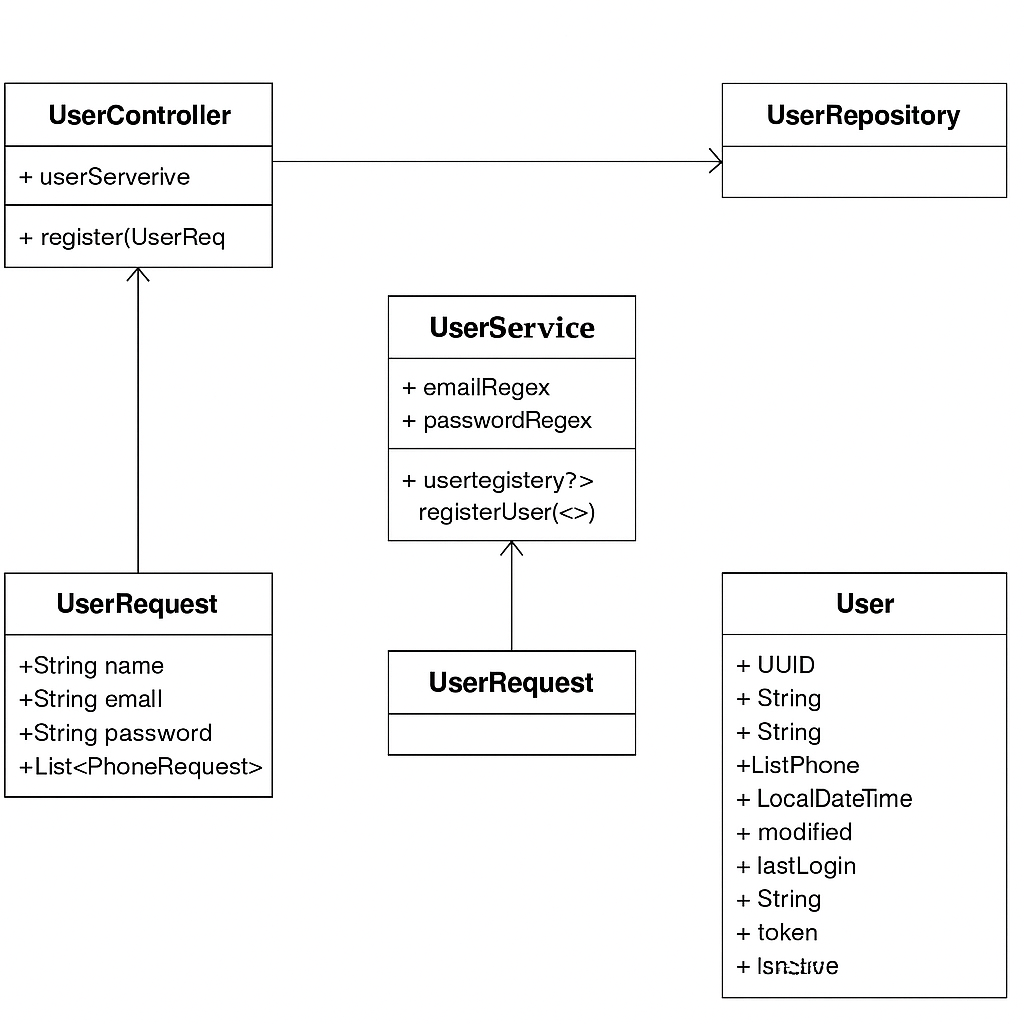 UserController
+ userServerive
+ register(UserReq
UserRepository
UserService
+ emailRegex
+ passwordRegex
+ usertegistery?>
registerUser(<>)
UserRequest
+String name
+String emall
+String password
+List<PhoneRequest>
UserRequest
User
+ UUID
+ String
+ String
+ListPhone
+ LocalDateTime
+ modified
+ lastLogin
+ String
+ token
+